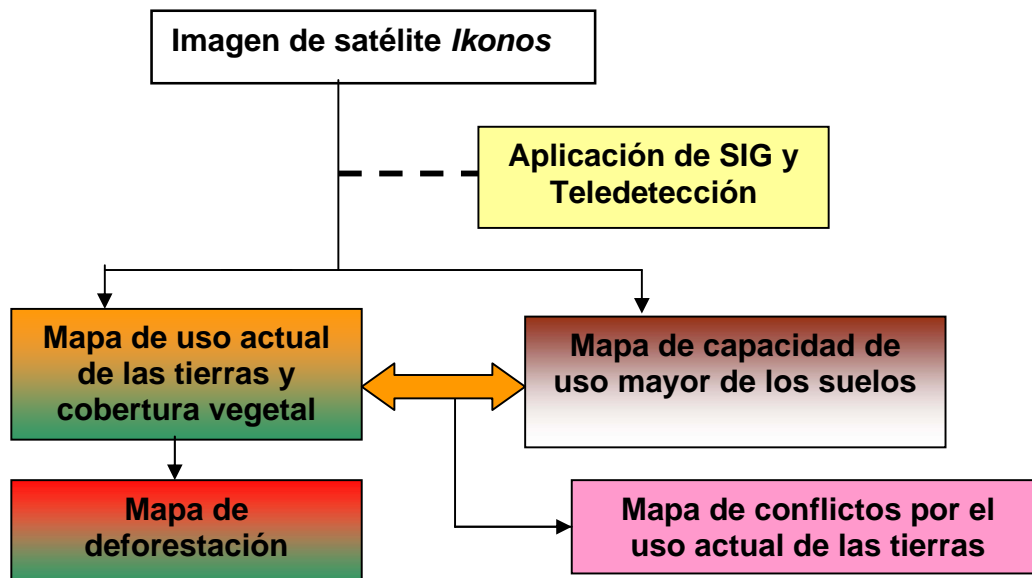 Imagen de satélite Ikonos
Aplicación de SIG y
Teledetección
Mapa de uso actual
de las tierras y
cobertura vegetal
Mapa de capacidad de
uso mayor de los suelos
Mapa de
deforestación
Mapa de conflictos por el
uso actual de las tierras